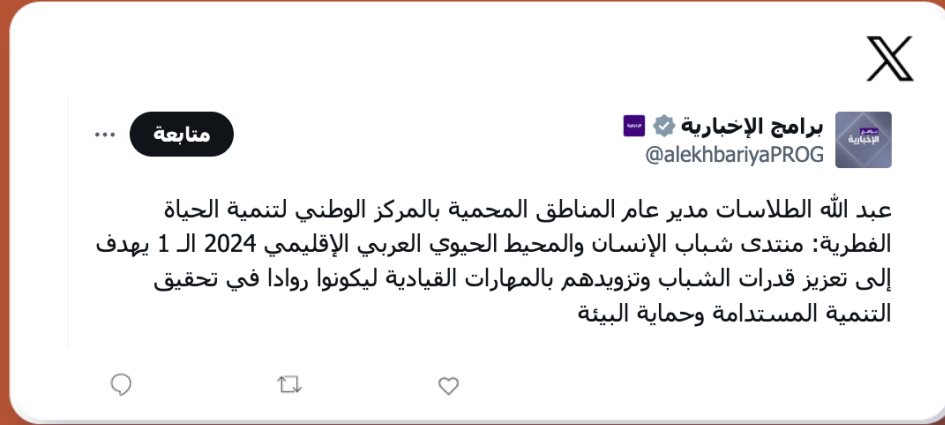 X
برامج الإخبارية
@alekhbariyaPROG
متابعة
عبد الله الطلاسات مدير عام المناطق المحمية بالمركز الوطني لتنمية الحياة
الفطرية: منتدى شباب الإنسان والمحيط الحيوي العربي الإقليمي 2024 الـ 1 يهدف
إلى تعزيز قدرات الشباب وتزويدهم بالمهارات القيادية ليكونوا روادا في تحقيق
التنمية المستدامة وحماية البيئة